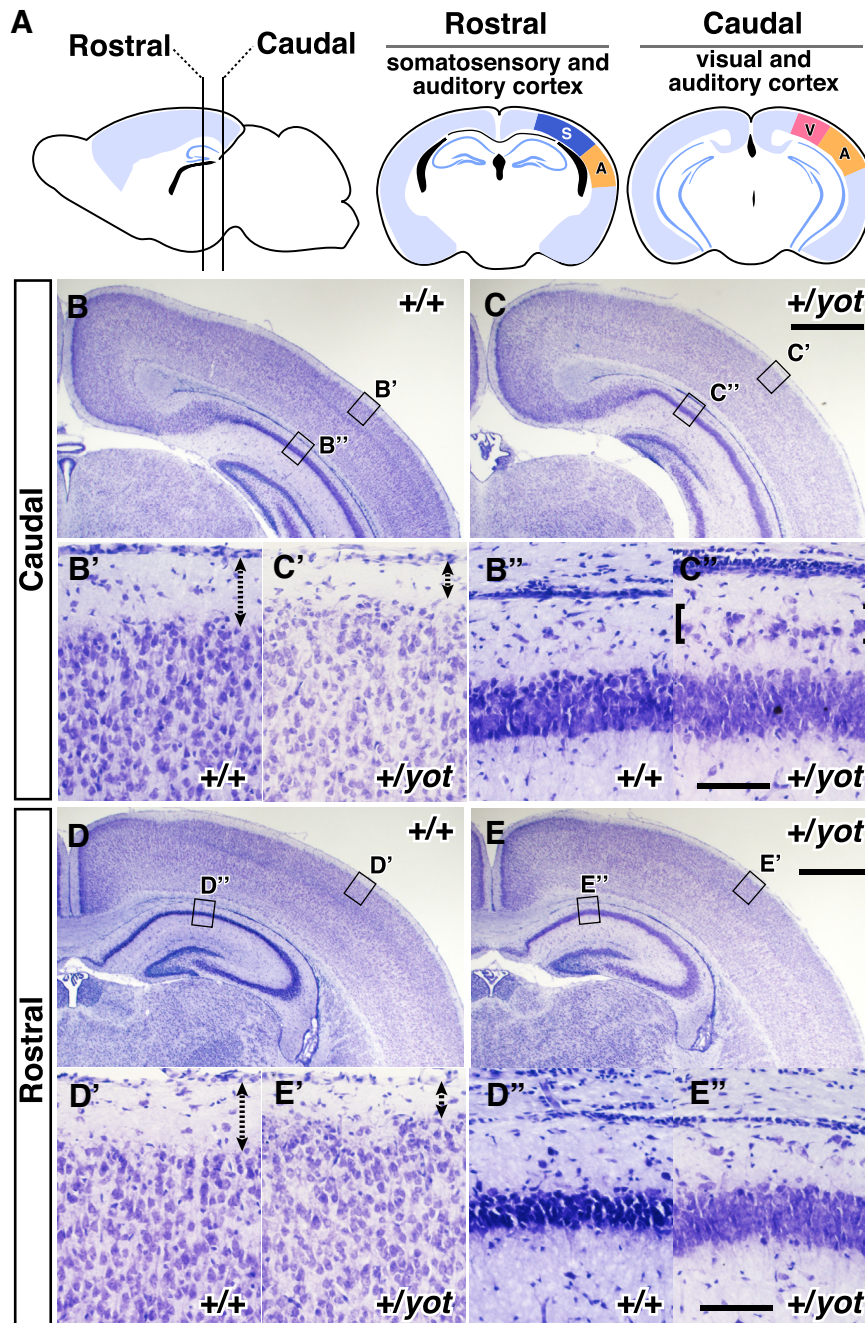 A
Rostral
Caudal
Rostral
somatosensory and
auditory cortex
S
A
Caudal
visual and
auditory cortex
V
A
Caudal
B
+/+
B’
B’’
C
+/yot
C’
C’’
B’
+/+
C’
+/yot
B’’
+/+
C’’
+/yot
Rostral
D
+/+
D’
D’’
E
+/yot
E’
E’’
D’
+/+
E’
+/yot
D’’
+/+
E’’
+/yot